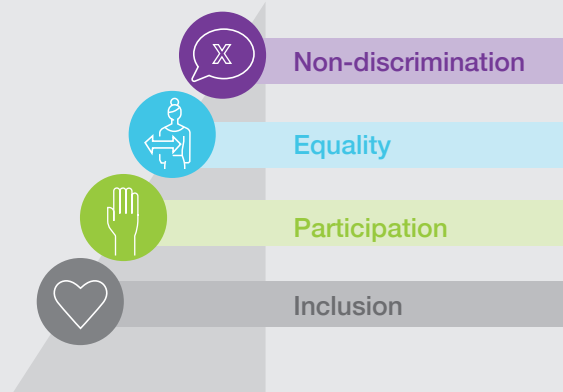 X
Non-discrimination
Equality
Participation
Inclusion